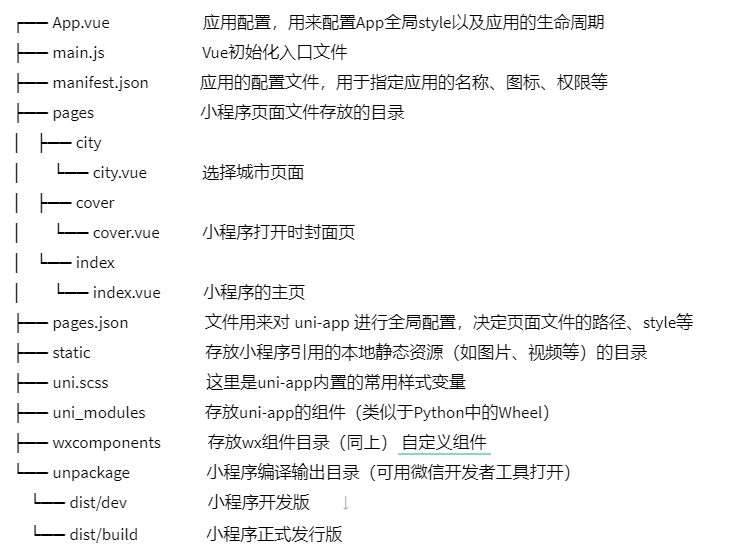 ┌── App.vue 应用配置，用来配置App全局style以及应用的生命周期
├── main.js Vue初始化入口文件
├── manifest.json 应用的配置文件，用于指定应用的名称、图标、权限等
├── pages 小程序页面文件存放的目录
│ ├── city
│ └── city.vue 选择城市页面
│ ├── cover
│ └── cover.vue 小程序打开时封面页
│ └── index
│ └── index.vue 小程序的主页
├── pages.json 文件用来对 uni-app 进行全局配置，决定页面文件的路径、style等
├── static 存放小程序引用的本地静态资源（如图片、视频等）的目录
├── uni.scss 这里是uni-app内置的常用样式变量
├── uni_modules 存放uni-app的组件（类似于Python中的Wheel）
├── wxcomponents 存放wx组件目录（同上） 自定义组件
└── unpackage 小程序编译输出目录（可用微信开发者工具打开）
└── dist/dev 小程序开发版 ↓
└── dist/build 小程序正式发行版